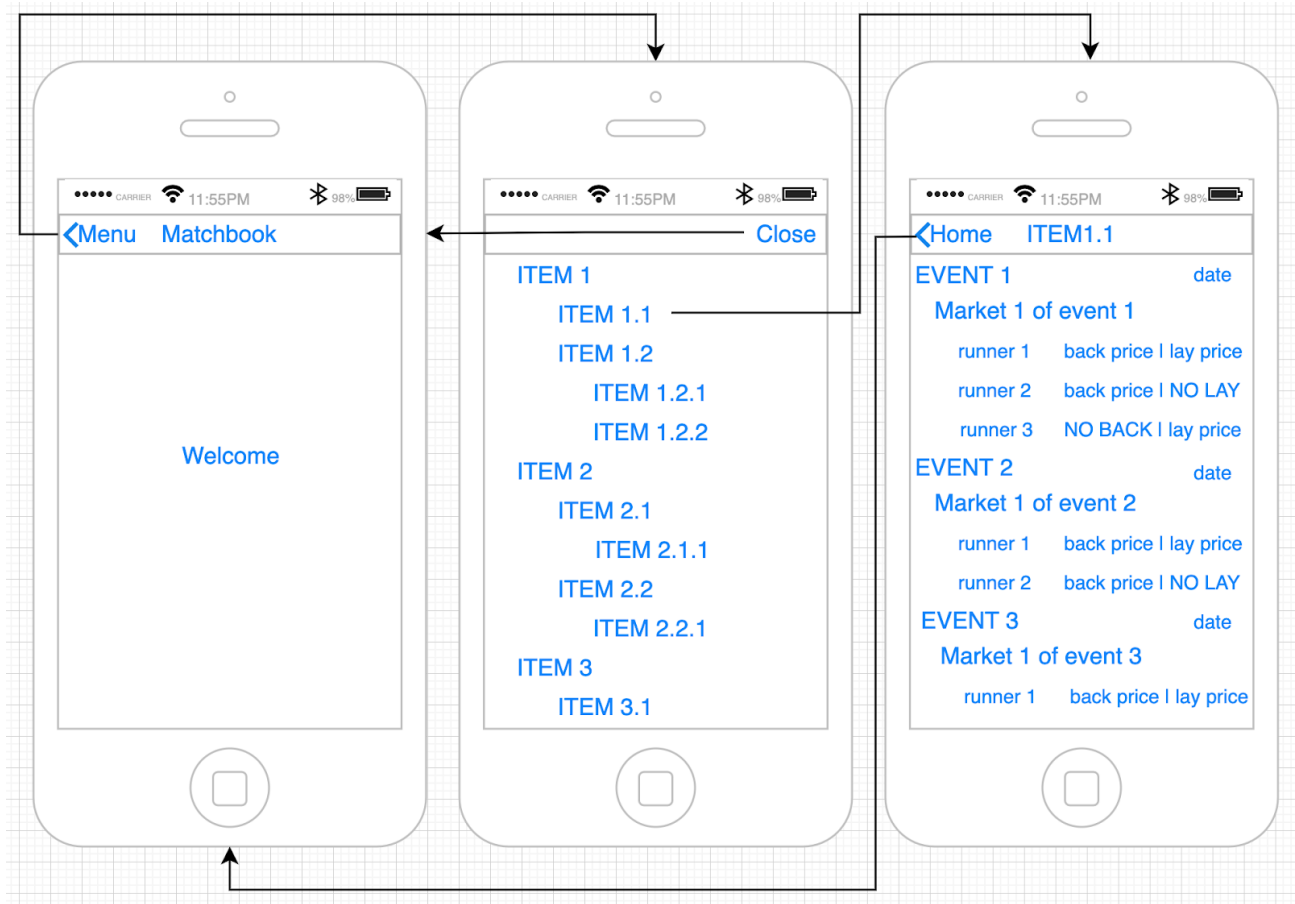 CARRIER 11:55PM 98%
Menu Matchbook
Welcome
CARRIER 11:55PM 98%
Close
ITEM 1
ITEM 1.1
ITEM 1.2
ITEM 1.2.1
ITEM 1.2.2
ITEM 2
ITEM 2.1
ITEM 2.1.1
ITEM 2.2
ITEM 2.2.1
ITEM 3
ITEM 3.1
CARRIER 11:55PM 98%
Home ITEM1.1
EVENT 1 date
Market 1 of event 1
runner 1 back price | lay price
runner 2 back price | NO LAY
runner 3 NO BACK | lay price
EVENT 2 date
Market 1 of event 2
runner 1 back price | lay price
runner 2 back price | NO LAY
EVENT 3 date
Market 1 of event 3
runner 1 back price | lay price